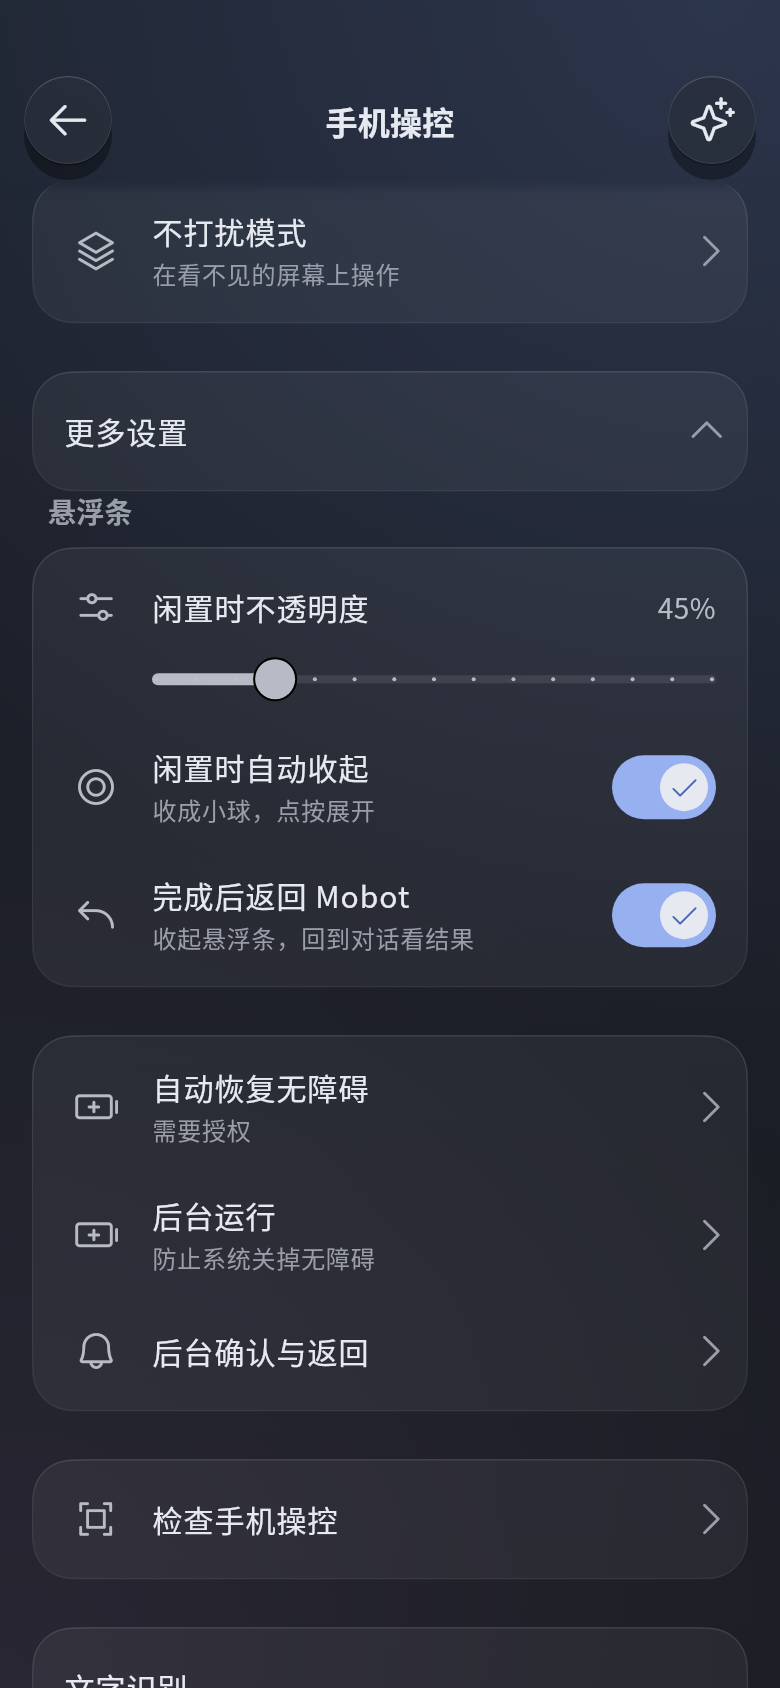 手机操控
不打扰模式
在看不见的屏幕上操作
更多设置
悬浮条
闲置时不透明度
45%
闲置时自动收起
收成小球，点按展开
完成后返回 Mobot
收起悬浮条，回到对话看结果
自动恢复无障碍
需要授权
后台运行
防止系统关掉无障碍
后台确认与返回
检查手机操控
文字识别